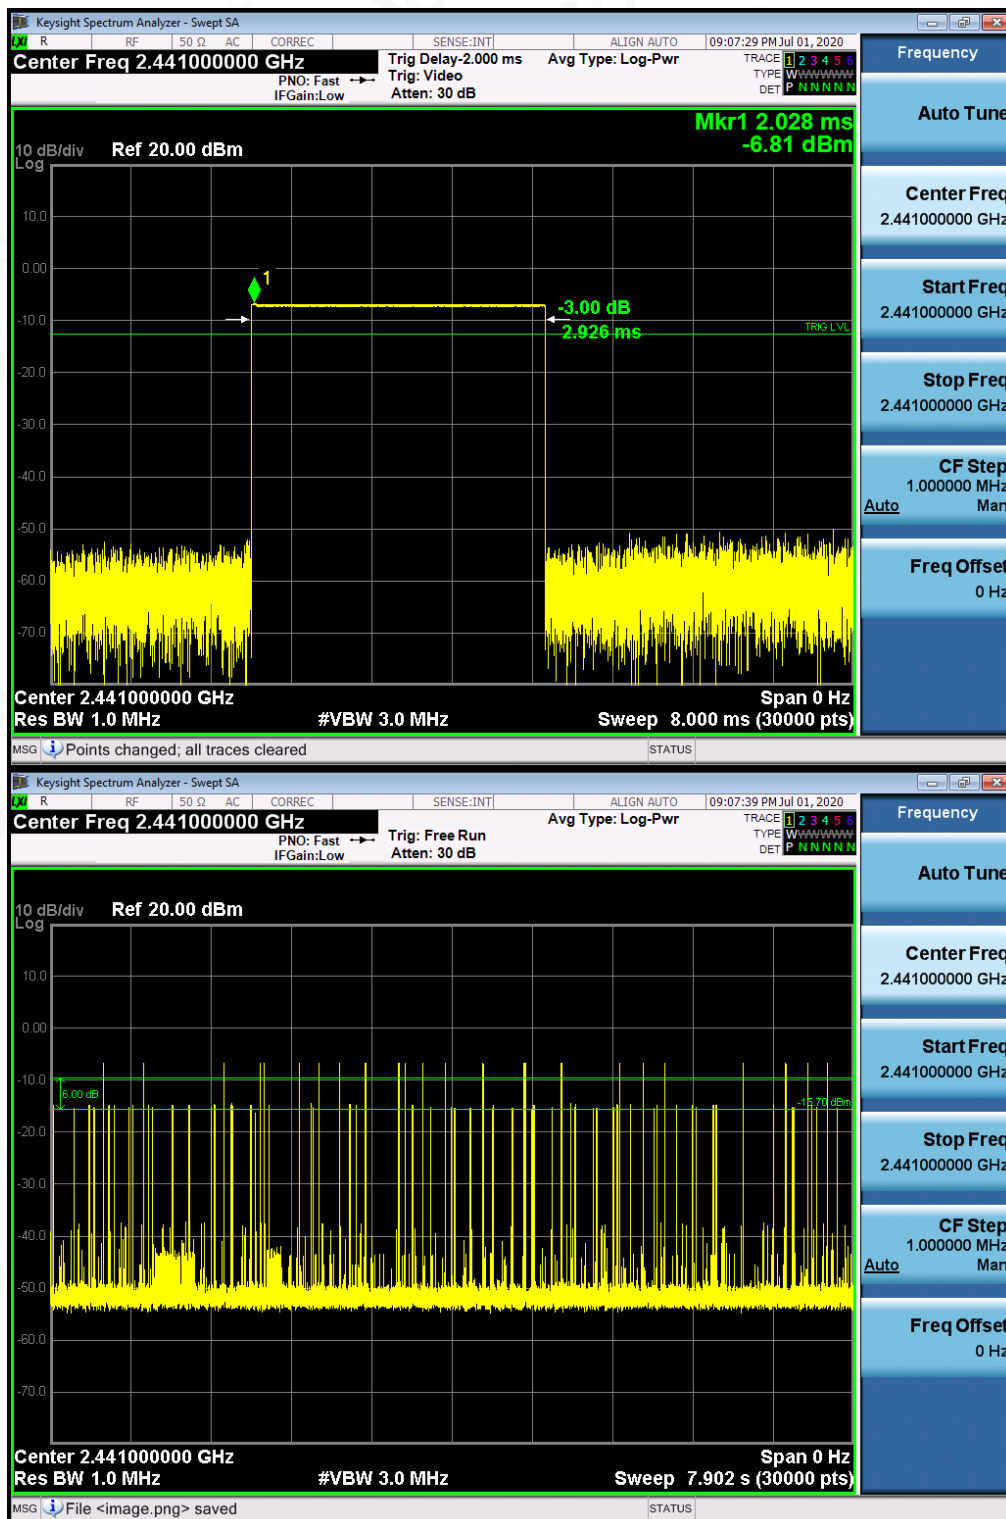 Keysight Spectrum Analyzer - Swept SA
LXI R RF 50 Ω AC CORREC SENSE:INT ALIGN AUTO 09:07:29 PM Jul 01, 2020
Center Freq 2.441000000 GHz
PNO: Fast
IFGain:Low
Trig Delay-2.000 ms
Trig: Video
Atten: 30 dB
Avg Type: Log-Pwr
TRACE 1 2 3 4 5 6
TYPE WWWWWW
DET P N N N N N
Mkr1 2.028 ms
-6.81 dBm
10 dB/div Ref 20.00 dBm
Log
10.0
0.00
-10.0
-20.0
-30.0
-40.0
-50.0
-60.0
-70.0
1
-3.00 dB
2.926 ms
TRIG LVL
Center 2.441000000 GHz Span 0 Hz
Res BW 1.0 MHz #VBW 3.0 MHz Sweep 8.000 ms (30000 pts)
MSG Points changed; all traces cleared STATUS
Frequency
Auto Tune
Center Freq
2.441000000 GHz
Start Freq
2.441000000 GHz
Stop Freq
2.441000000 GHz
CF Step
1.000000 MHz
Auto Man
Freq Offset
0 Hz
Keysight Spectrum Analyzer - Swept SA
LXI R RF 50 Ω AC CORREC SENSE:INT ALIGN AUTO 09:07:39 PM Jul 01, 2020
Center Freq 2.441000000 GHz
PNO: Fast
IFGain:Low
Trig: Free Run
Atten: 30 dB
Avg Type: Log-Pwr
TRACE 1 2 3 4 5 6
TYPE WWWWWW
DET P N N N N N
10 dB/div Ref 20.00 dBm
Log
10.0
0.00
-10.0
-20.0
-30.0
-40.0
-50.0
-60.0
-70.0
6.00 dB
-15.70 dBm
Center 2.441000000 GHz Span 0 Hz
Res BW 1.0 MHz #VBW 3.0 MHz Sweep 7.902 s (30000 pts)
MSG File <image.png> saved STATUS
Frequency
Auto Tune
Center Freq
2.441000000 GHz
Start Freq
2.441000000 GHz
Stop Freq
2.441000000 GHz
CF Step
1.000000 MHz
Auto Man
Freq Offset
0 Hz